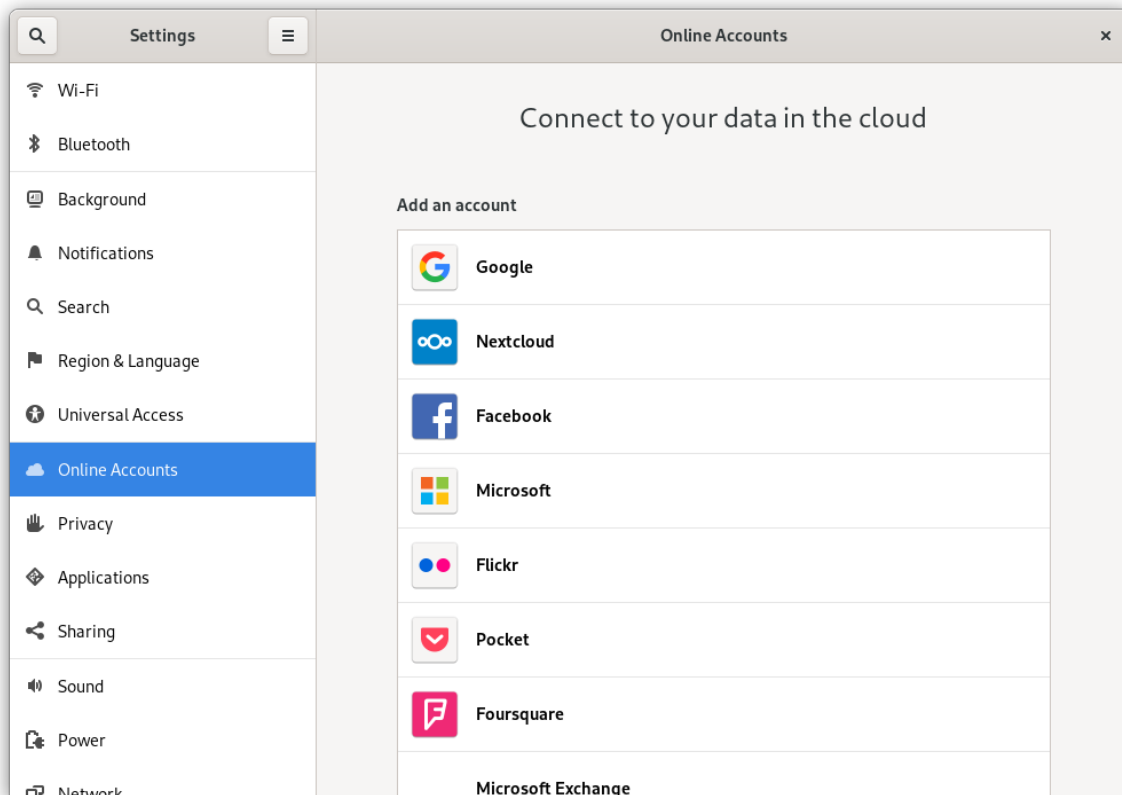 Settings
Online Accounts
Wi-Fi
Bluetooth
Background
Notifications
Search
Region & Language
Universal Access
Online Accounts
Privacy
Applications
Sharing
Sound
Power
Network
Connect to your data in the cloud
Add an account
Google
Nextcloud
Facebook
Microsoft
Flickr
Pocket
Foursquare
Microsoft Exchange